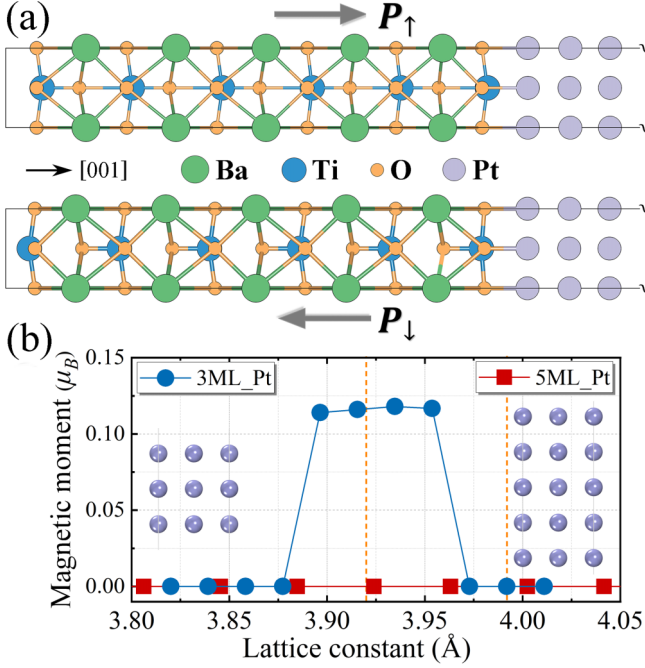 (a)
P↑
[001] Ba Ti O Pt
P↓
(b)
3ML_Pt 5ML_Pt
Magnetic moment (μB)
0.15
0.10
0.05
0.00
3.80 3.85 3.90 3.95 4.00 4.05
Lattice constant (Å)